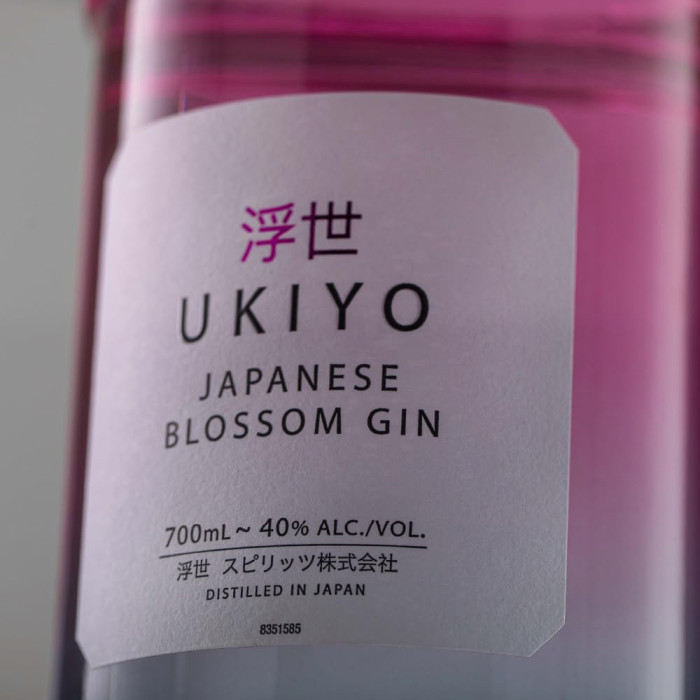 浮世
UKIYO
JAPANESE
BLOSSOM GIN
700mL ~ 40% ALC./VOL.
浮世 スピリッツ株式会社
DISTILLED IN JAPAN
8351585